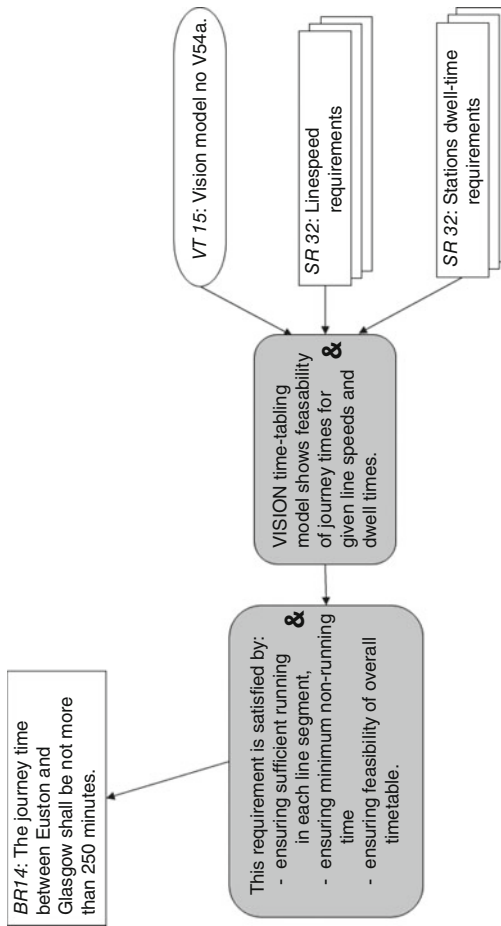 BR14: The journey time
between Euston and
Glasgow shall be not more
than 250 minutes.
This requirement is satisfied by:
- ensuring sufficient running
in each line segment,
&
- ensuring minimum non-running
time
- ensuring feasibility of overall
timetable.
VISION time-tabling
model shows feasability
of journey times for
given line speeds and
dwell times.
&
VT 15: Vision model no V54a.
SR 32: Linespeed
requirements
SR 32: Stations dwell-time
requirements